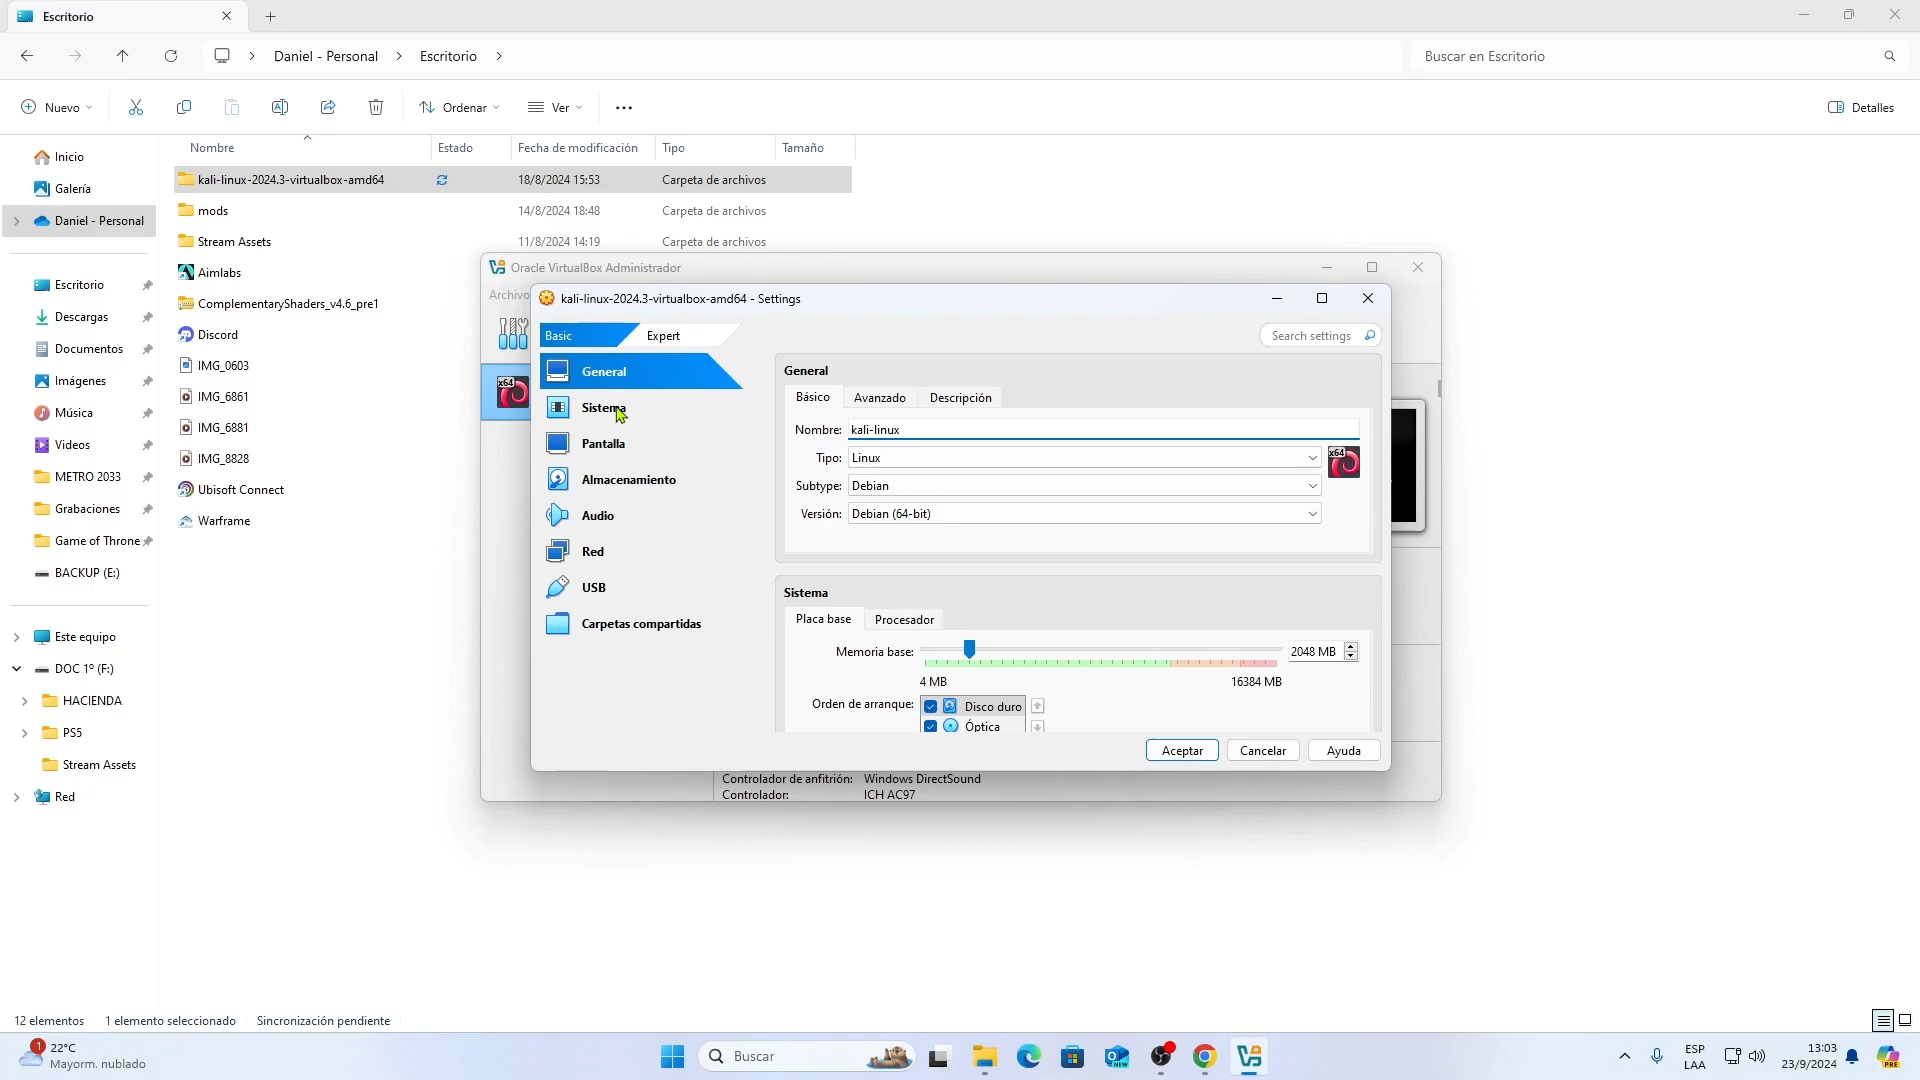 Escritorio
Daniel - Personal
Escritorio
Buscar en Escritorio
Nuevo
Ordenar
Ver
Detalles
Nombre
Estado
Fecha de modificación
Tipo
Tamaño
Inicio
Galería
Daniel - Personal
Escritorio
Descargas
Documentos
Imágenes
Música
Videos
METRO 2033
Grabaciones
Game of Throne
BACKUP (E:)
Este equipo
DOC 1º (F:)
HACIENDA
PS5
Stream Assets
Red
kali-linux-2024.3-virtualbox-amd64
18/8/2024 15:53
Carpeta de archivos
mods
14/8/2024 18:48
Carpeta de archivos
Stream Assets
11/8/2024 14:19
Carpeta de archivos
Aimlabs
ComplementaryShaders_v4.6_pre1
Discord
IMG_0603
IMG_6861
IMG_6881
IMG_8828
Ubisoft Connect
Warframe
Oracle VirtualBox Administrador
Archivo
x64
kali-linux-2024.3-virtualbox-amd64 - Settings
Basic
Expert
Search settings
General
Sistema
Pantalla
Almacenamiento
Audio
Red
USB
Carpetas compartidas
General
Básico
Avanzado
Descripción
Nombre:
kali-linux
Tipo:
Linux
x64
Subtype:
Debian
Versión:
Debian (64-bit)
Sistema
Placa base
Procesador
Memoria base:
2048 MB
4 MB
16384 MB
Orden de arranque:
Disco duro
Óptica
Aceptar
Cancelar
Ayuda
Controlador de anfitrión:
Windows DirectSound
Controlador:
ICH AC97
12 elementos
1 elemento seleccionado
Sincronización pendiente
1
22°C
Mayorm. nublado
Buscar
NEW
ESP
LAA
13:03
23/9/2024
PRE